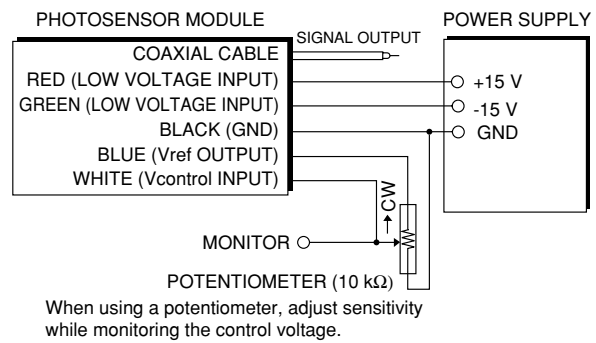 PHOTOSENSOR MODULE
POWER SUPPLY
SIGNAL OUTPUT
COAXIAL CABLE
RED (LOW VOLTAGE INPUT)
+15 V
GREEN (LOW VOLTAGE INPUT)
-15 V
BLACK (GND)
GND
BLUE (Vref OUTPUT)
WHITE (Vcontrol INPUT)
CW
MONITOR
POTENTIOMETER (10 kΩ)
When using a potentiometer, adjust sensitivity
while monitoring the control voltage.